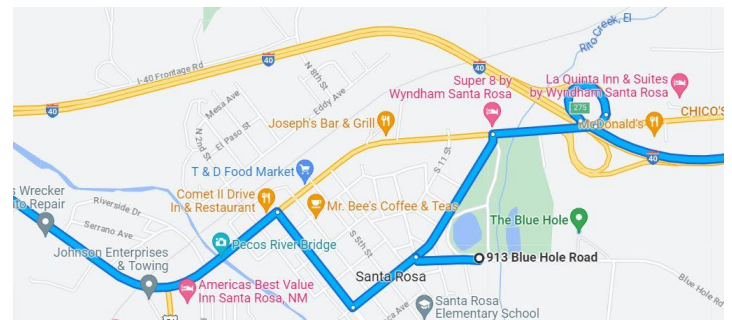 Rito Creek, El
I-40 Frontage Rd
40
40
N 8th St
Eddy Ave
Mesa Ave
El Paso St
N 2nd St
Super 8 by
Wyndham Santa Rosa
La Quinta Inn & Suites
by Wyndham Santa Rosa
275
CHICO'S
McDonald's
40
Joseph's Bar & Grill
T & D Food Market
S 11 St
s Wrecker
to Repair
Riverside Dr
Serrano Ave
Comet II Drive
In & Restaurant
Mr. Bee's Coffee & Teas
S 5th St
The Blue Hole
Pecos River Bridge
Johnson Enterprises
& Towing
913 Blue Hole Road
Santa Rosa
Blue Hole Rd
Americas Best Value
Inn Santa Rosa, NM
Santa Rosa
Elementary School